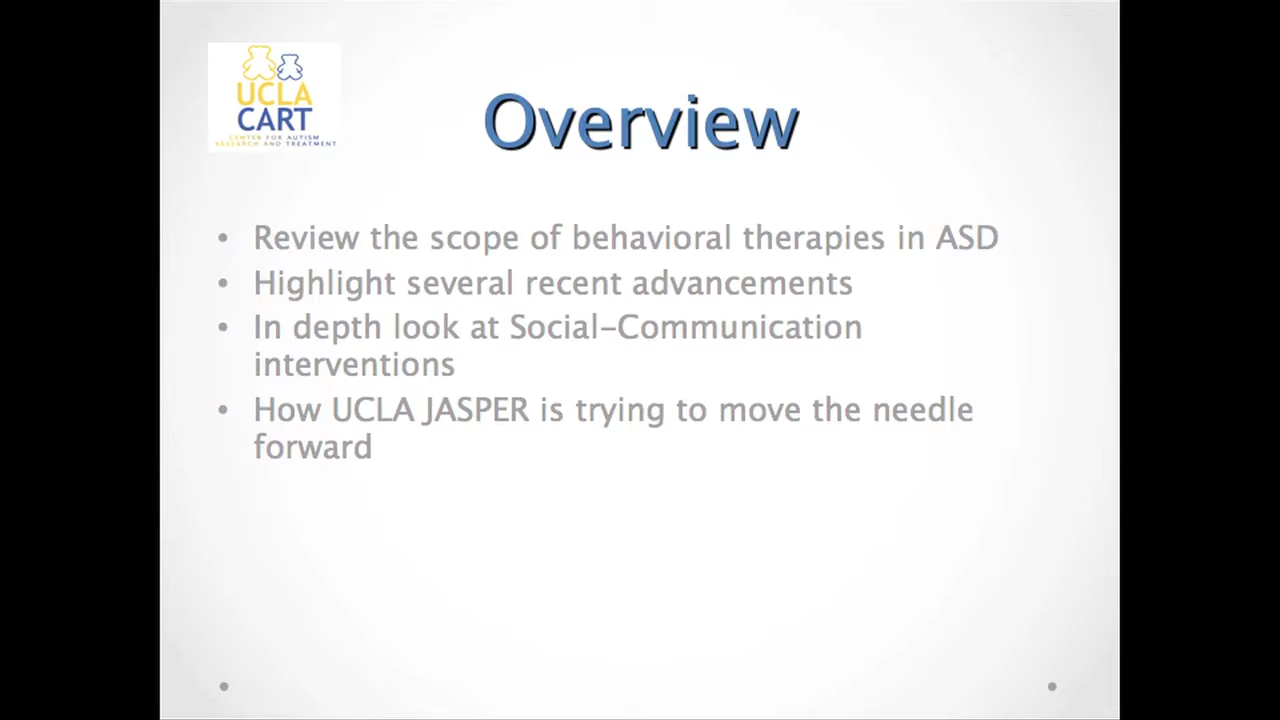 UCLA
CART
CENTER FOR AUTISM
RESEARCH AND TREATMENT
Overview
• Review the scope of behavioral therapies in ASD
• Highlight several recent advancements
• In depth look at Social-Communication
interventions
• How UCLA JASPER is trying to move the needle
forward